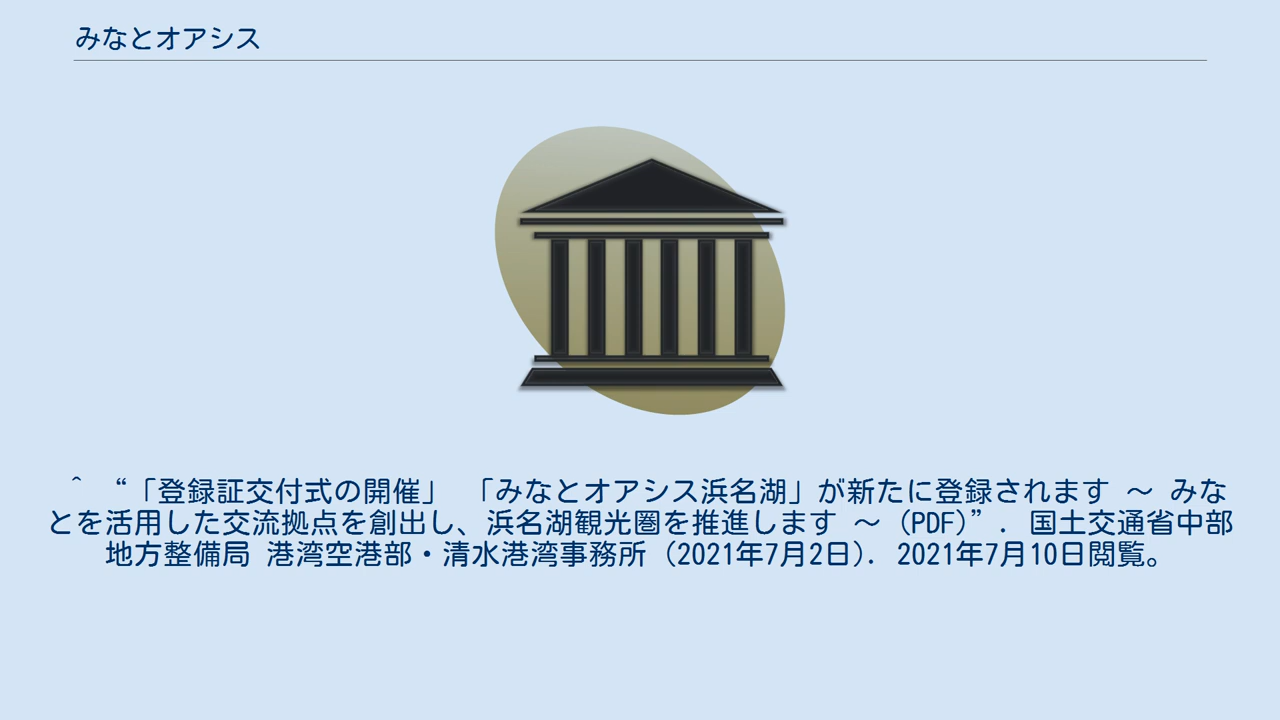 みなとオアシス
^ “「登録証交付式の開催」 「みなとオアシス浜名湖」が新たに登録されます ～ みな
とを活用した交流拠点を創出し、浜名湖観光圏を推進します ～（PDF）”. 国土交通省中部
地方整備局 港湾空港部・清水港湾事務所（2021年7月2日）. 2021年7月10日閲覧。